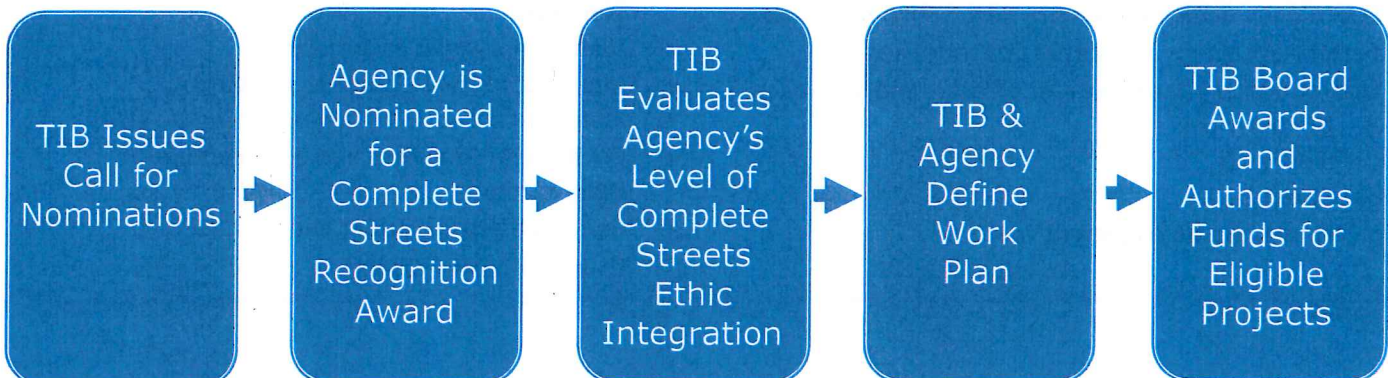 TIB Issues
Call for
Nominations
Agency is
Nominated
for a
Complete
Streets
Recognition
Award
TIB
Evaluates
Agency's
Level of
Complete
Streets
Ethic
Integration
TIB &
Agency
Define
Work
Plan
TIB Board
Awards
and
Authorizes
Funds for
Eligible
Projects